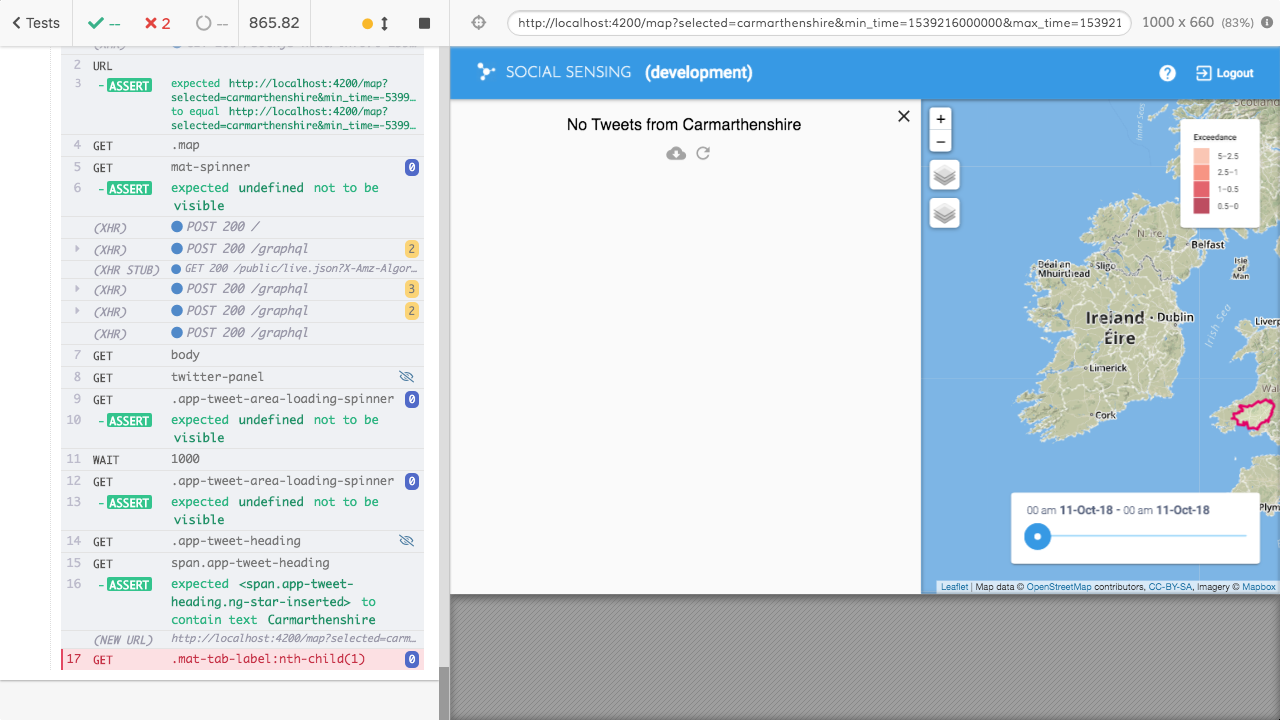 Tests
--
2
--
865.82
http://localhost:4200/map?selected=carmarthenshire&min_time=1539216000000&max_time=153921
1000 x 660 (83%)
2 URL
3 - ASSERT expected http://localhost:4200/map?
selected=carmarthenshire&min_time=-5399…
to equal http://localhost:4200/map?
selected=carmarthenshire&min_time=-5399…
4 GET .map
5 GET mat-spinner 0
6 - ASSERT expected undefined not to be
visible
(XHR) POST 200 /
(XHR) POST 200 /graphql 2
(XHR STUB) GET 200 /public/live.json?X-Amz-Algor…
(XHR) POST 200 /graphql 3
(XHR) POST 200 /graphql 2
(XHR) POST 200 /graphql
7 GET body
8 GET twitter-panel
9 GET .app-tweet-area-loading-spinner 0
10 - ASSERT expected undefined not to be
visible
11 WAIT 1000
12 GET .app-tweet-area-loading-spinner 0
13 - ASSERT expected undefined not to be
visible
14 GET .app-tweet-heading
15 GET span.app-tweet-heading
16 - ASSERT expected <span.app-tweet-
heading.ng-star-inserted> to
contain text Carmarthenshire
(NEW URL) http://localhost:4200/map?selected=carm…
17 GET .mat-tab-label:nth-child(1) 0
SOCIAL SENSING (development)
? Logout
No Tweets from Carmarthenshire
+
−
Exceedance
5–2.5
2.5–1
1–0.5
0.5–0
Inner Seas
Belfast
Isle
of
Man
Sligo
Ireland
Éire
Dublin
Irish Sea
Liverp
Limerick
Wal
Cork
Plym
00 am 11-Oct-18 - 00 am 11-Oct-18
Leaflet | Map data © OpenStreetMap contributors, CC-BY-SA, Imagery © Mapbox